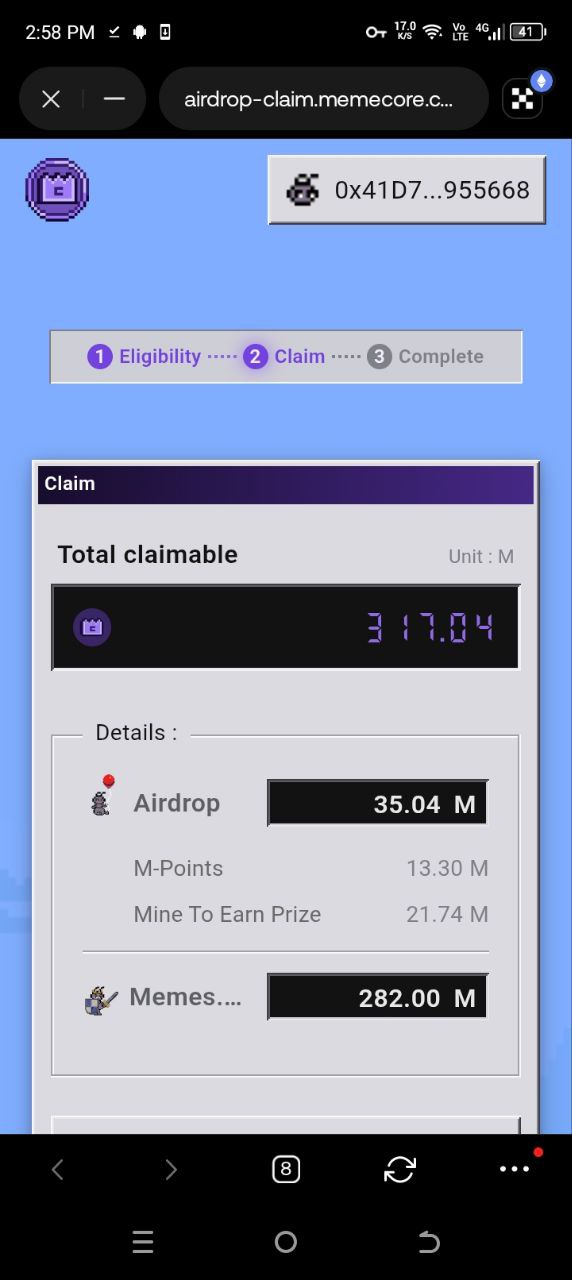 2:58 PM
17.0 K/S
Vo LTE
4G
41
airdrop-claim.memecore.c...
0x41D7...955668
1 Eligibility ..... 2 Claim ..... 3 Complete
Claim
Total claimable
Unit : M
317.04
Details :
Airdrop 35.04 M
M-Points 13.30 M
Mine To Earn Prize 21.74 M
Memes.... 282.00 M
8